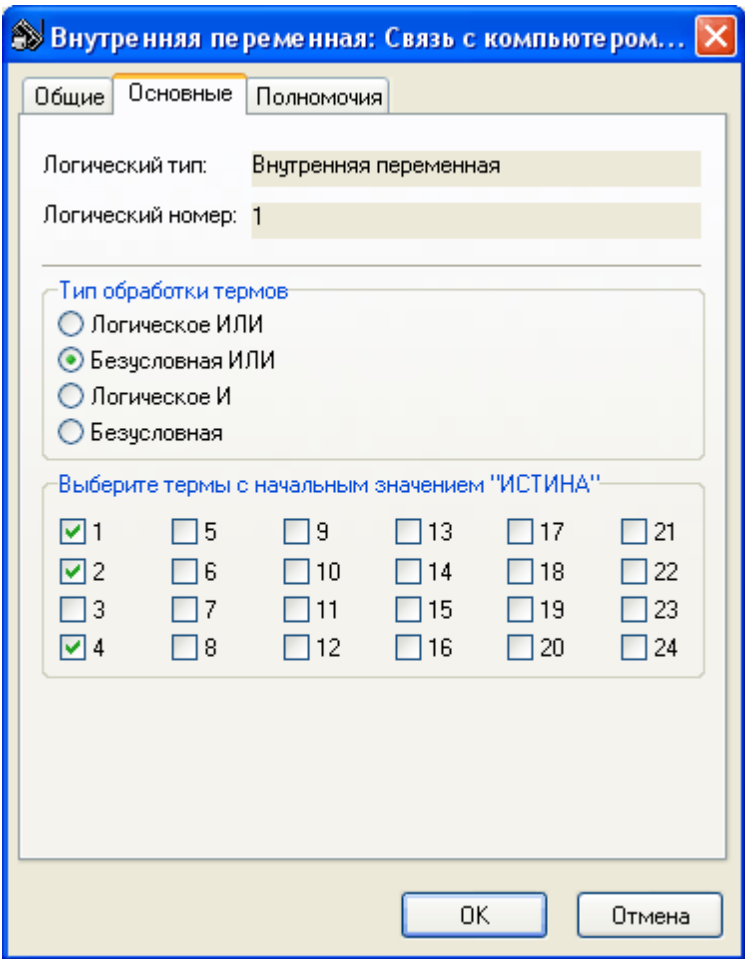 Внутренняя переменная: Связь с компьютером...
Общие Основные Полномочия
Логический тип: Внутренняя переменная
Логический номер: 1
Тип обработки термов
Логическое ИЛИ
Безусловная ИЛИ
Логическое И
Безусловная
Выберите термы с начальным значением "ИСТИНА"
1 5 9 13 17 21
2 6 10 14 18 22
3 7 11 15 19 23
4 8 12 16 20 24
OK Отмена